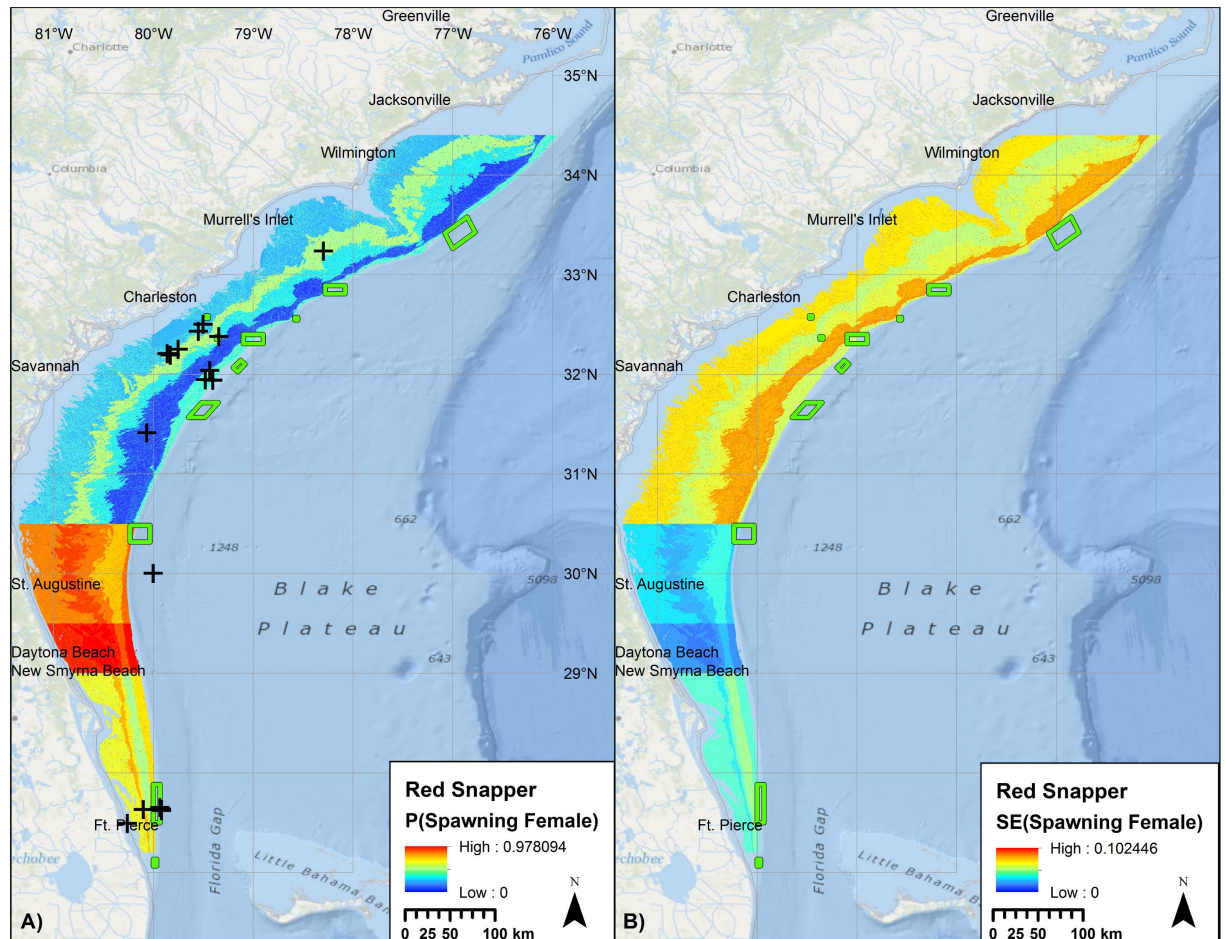 Greenville
81°W 80°W 79°W 78°W 77°W 76°W
Charlotte
Pamlico Sound
35°N
Jacksonville
Wilmington
Columbia
34°N
Murrell's Inlet
33°N
Charleston
Savannah
32°N
31°N
662
1248
St. Augustine
30°N
5098
Blake
Plateau
Daytona Beach
643
New Smyrna Beach
29°N
Ft. Pierce
echobee
Florida Gap
Little Bahama Ban
Red Snapper
P(Spawning Female)
High : 0.978094
Low : 0
N
A)
0 25 50 100 km
Greenville
Charlotte
Pamlico Sound
Jacksonville
Wilmington
Columbia
Murrell's Inlet
Charleston
Savannah
662
1248
St. Augustine
5098
Blake
Plateau
Daytona Beach
643
New Smyrna Beach
Ft. Pierce
echobee
Florida Gap
Little Bahama B
Red Snapper
SE(Spawning Female)
High : 0.102446
Low : 0
N
B)
0 25 50 100 km